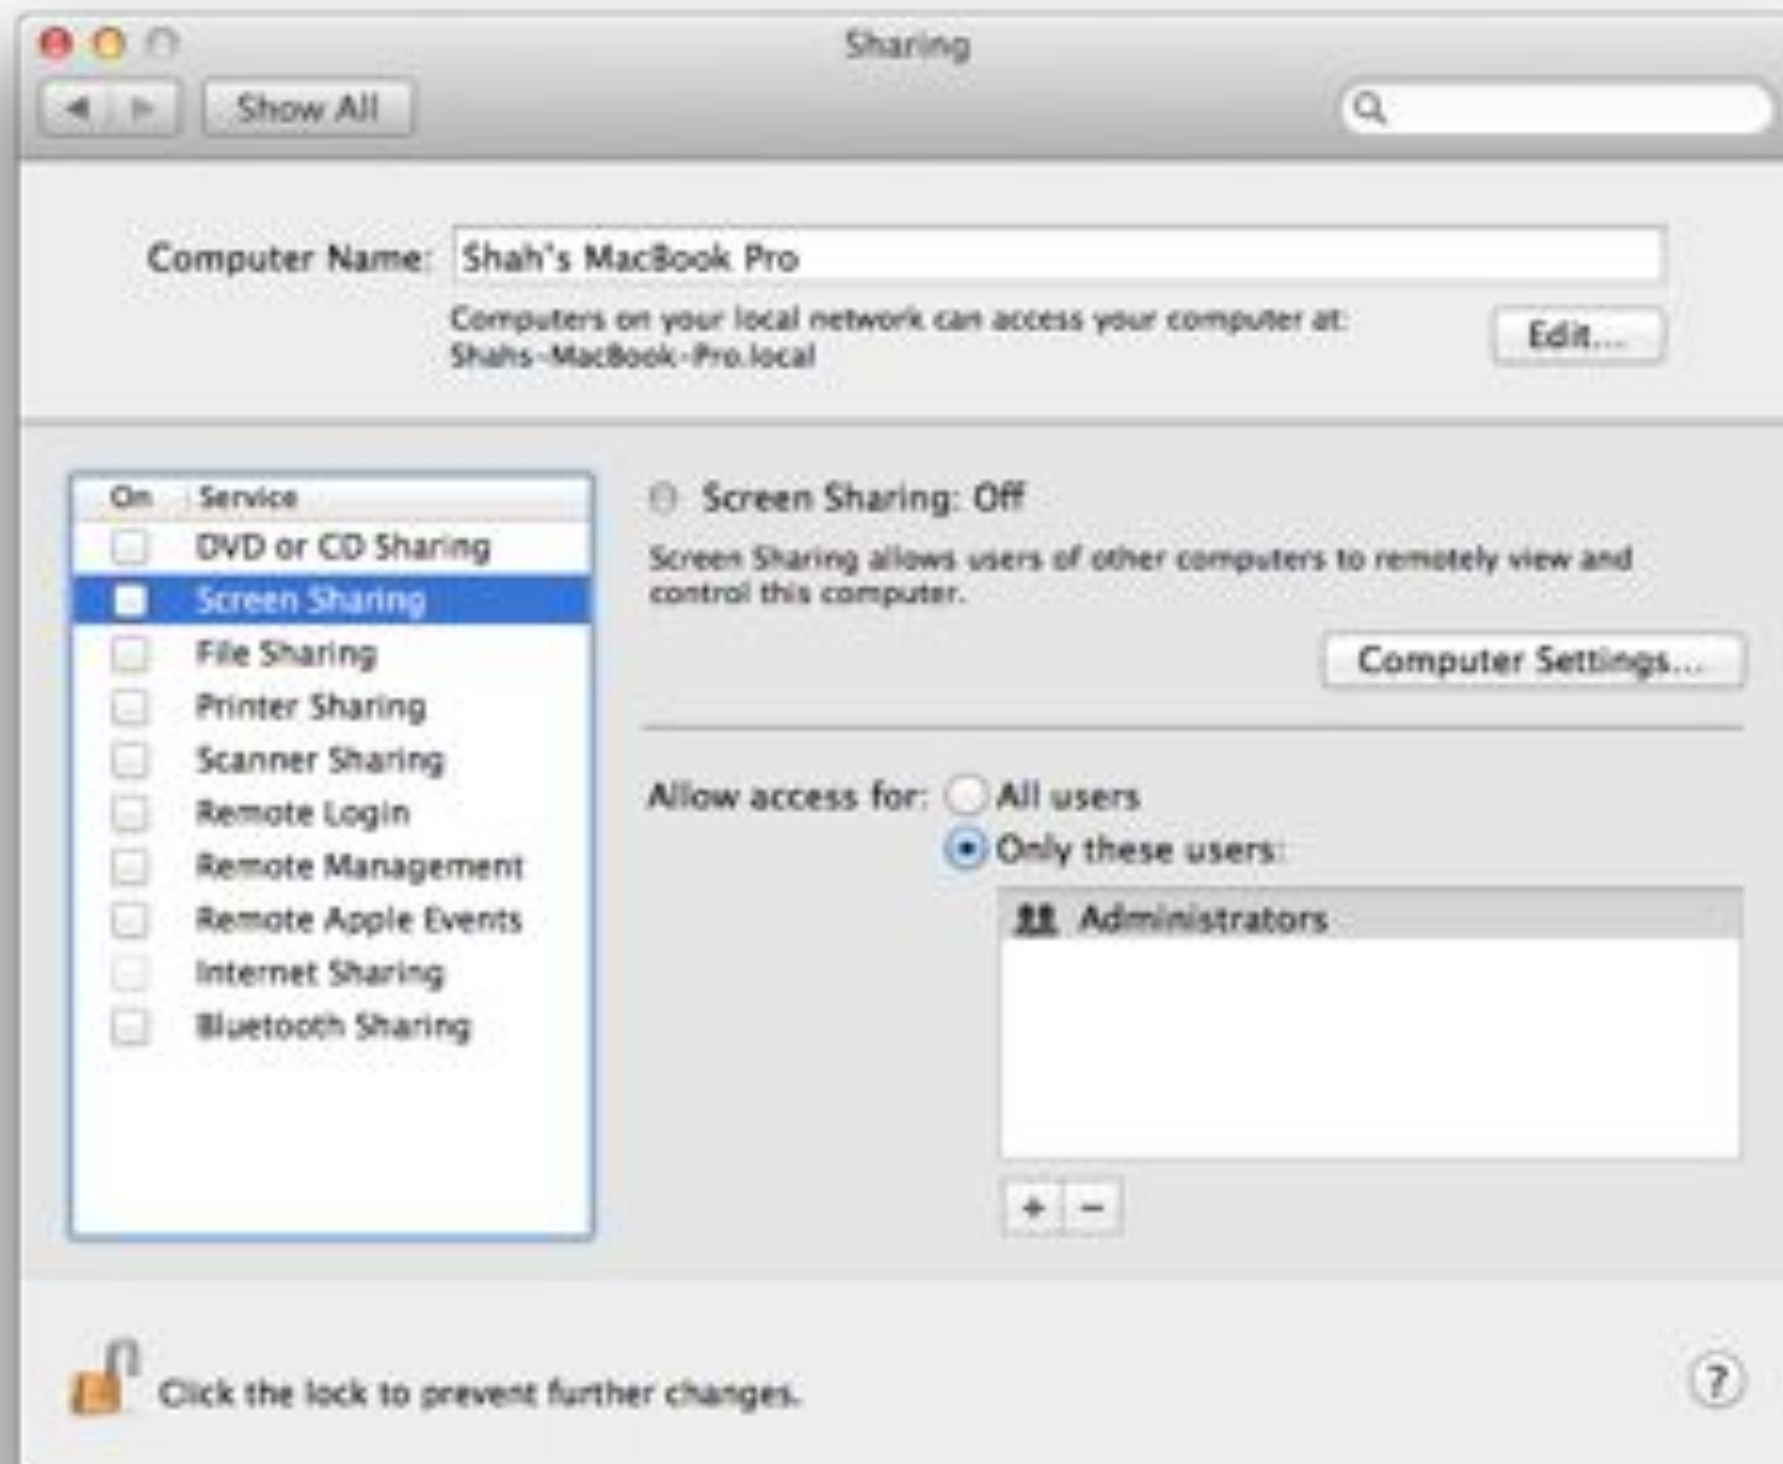 Sharing
Show All
Computer Name: Shah's MacBook Pro
Computers on your local network can access your computer at:
Shahs-MacBook-Pro.local
Edit...
On Service
DVD or CD Sharing
Screen Sharing
File Sharing
Printer Sharing
Scanner Sharing
Remote Login
Remote Management
Remote Apple Events
Internet Sharing
Bluetooth Sharing
Screen Sharing: Off
Screen Sharing allows users of other computers to remotely view and
control this computer.
Computer Settings...
Allow access for: All users
Only these users:
Administrators
+ −
Click the lock to prevent further changes.
?